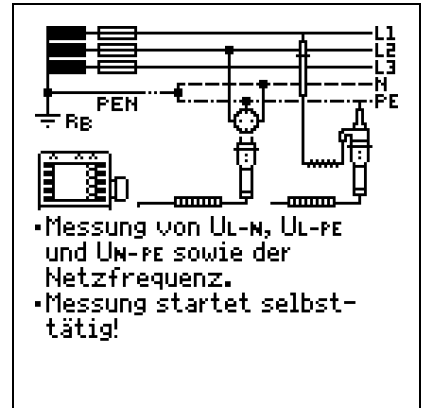 L1
L2
L3
N
PEN
PE
RB
▪Messung von UL-N, UL-PE
und UN-PE sowie der
Netzfrequenz.
▪Messung startet selbst-
tätig!